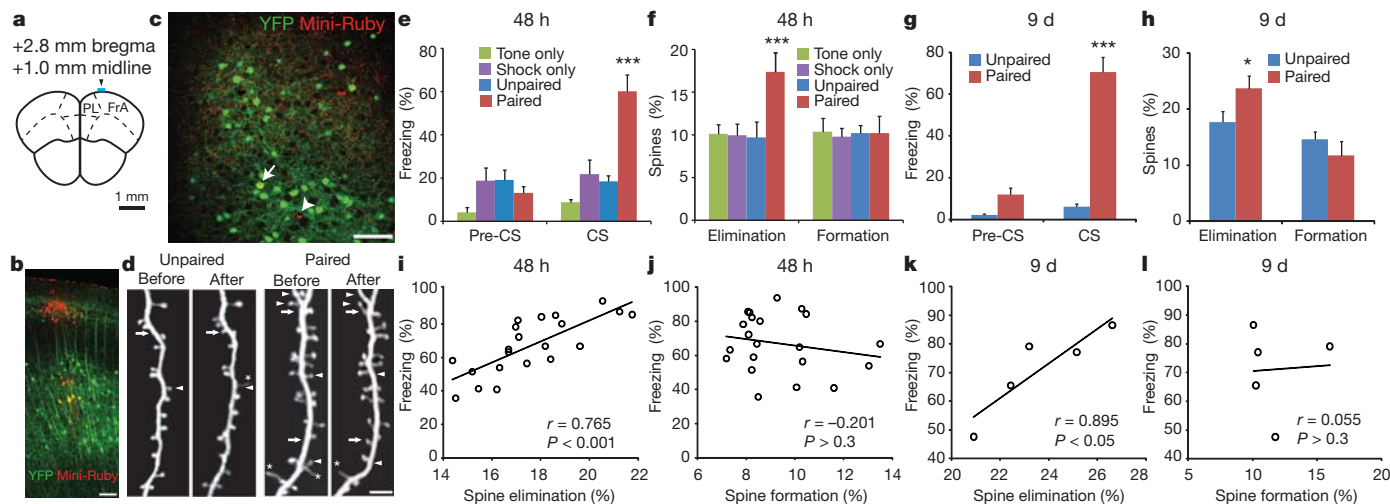 a
+2.8 mm bregma
+1.0 mm midline
PL
FrA
1 mm
b
YFP Mini-Ruby
c
YFP Mini-Ruby
d
Unpaired
Before
After
Paired
Before
After
*
*
*
*
e
48 h
Freezing (%)
80
60
40
20
0
Tone only
Shock only
Unpaired
Paired
***
Pre-CS
CS
f
48 h
Spines (%)
20
15
10
5
0
***
Tone only
Shock only
Unpaired
Paired
Elimination
Formation
g
9 d
Freezing (%)
80
60
40
20
0
Unpaired
Paired
***
Pre-CS
CS
h
9 d
Spines (%)
30
20
10
0
*
Unpaired
Paired
Elimination
Formation
i
48 h
Freezing (%)
100
80
60
40
20
0
r = 0.765
P < 0.001
14 16 18 20 22
Spine elimination (%)
j
48 h
Freezing (%)
100
80
60
40
20
0
r = –0.201
P > 0.3
6 8 10 12 14
Spine formation (%)
k
9 d
Freezing (%)
100
90
80
70
60
50
40
r = 0.895
P < 0.05
20 22 24 26 28
Spine elimination (%)
l
9 d
Freezing (%)
100
90
80
70
60
50
40
r = 0.055
P > 0.3
5 10 15 20
Spine formation (%)